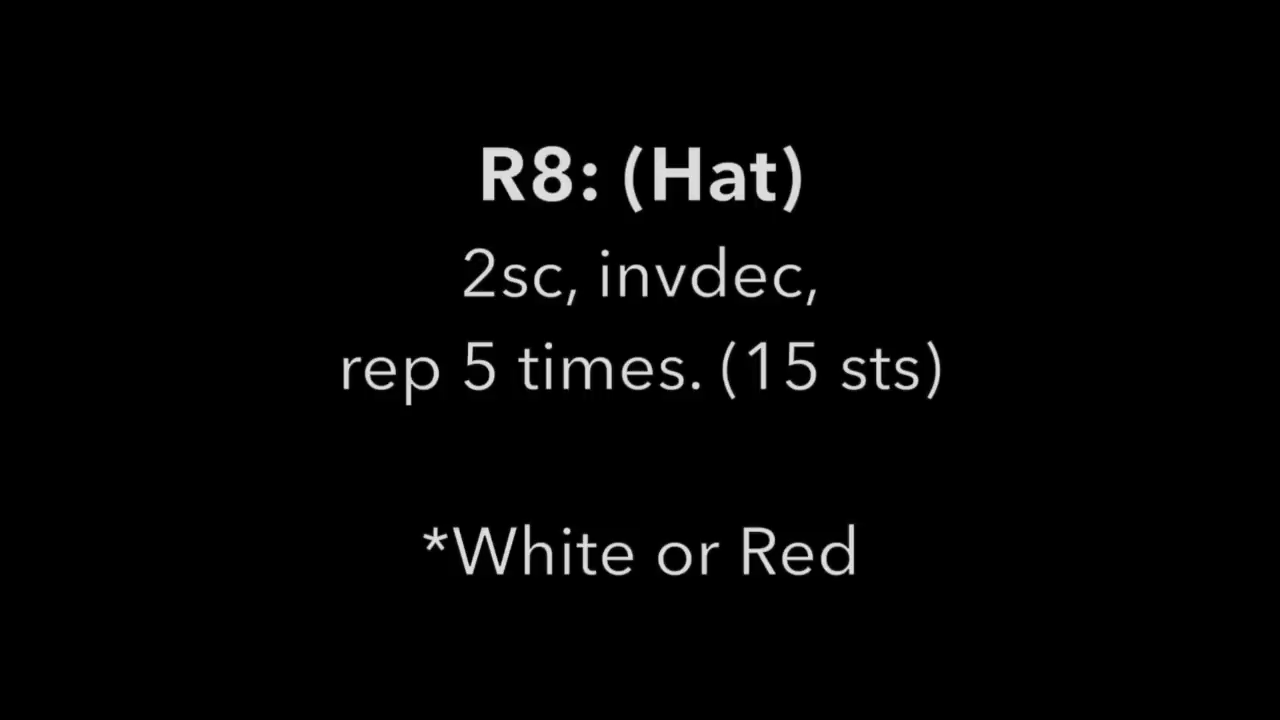 R8: (Hat)
2sc, invdec,
rep 5 times. (15 sts)
*White or Red